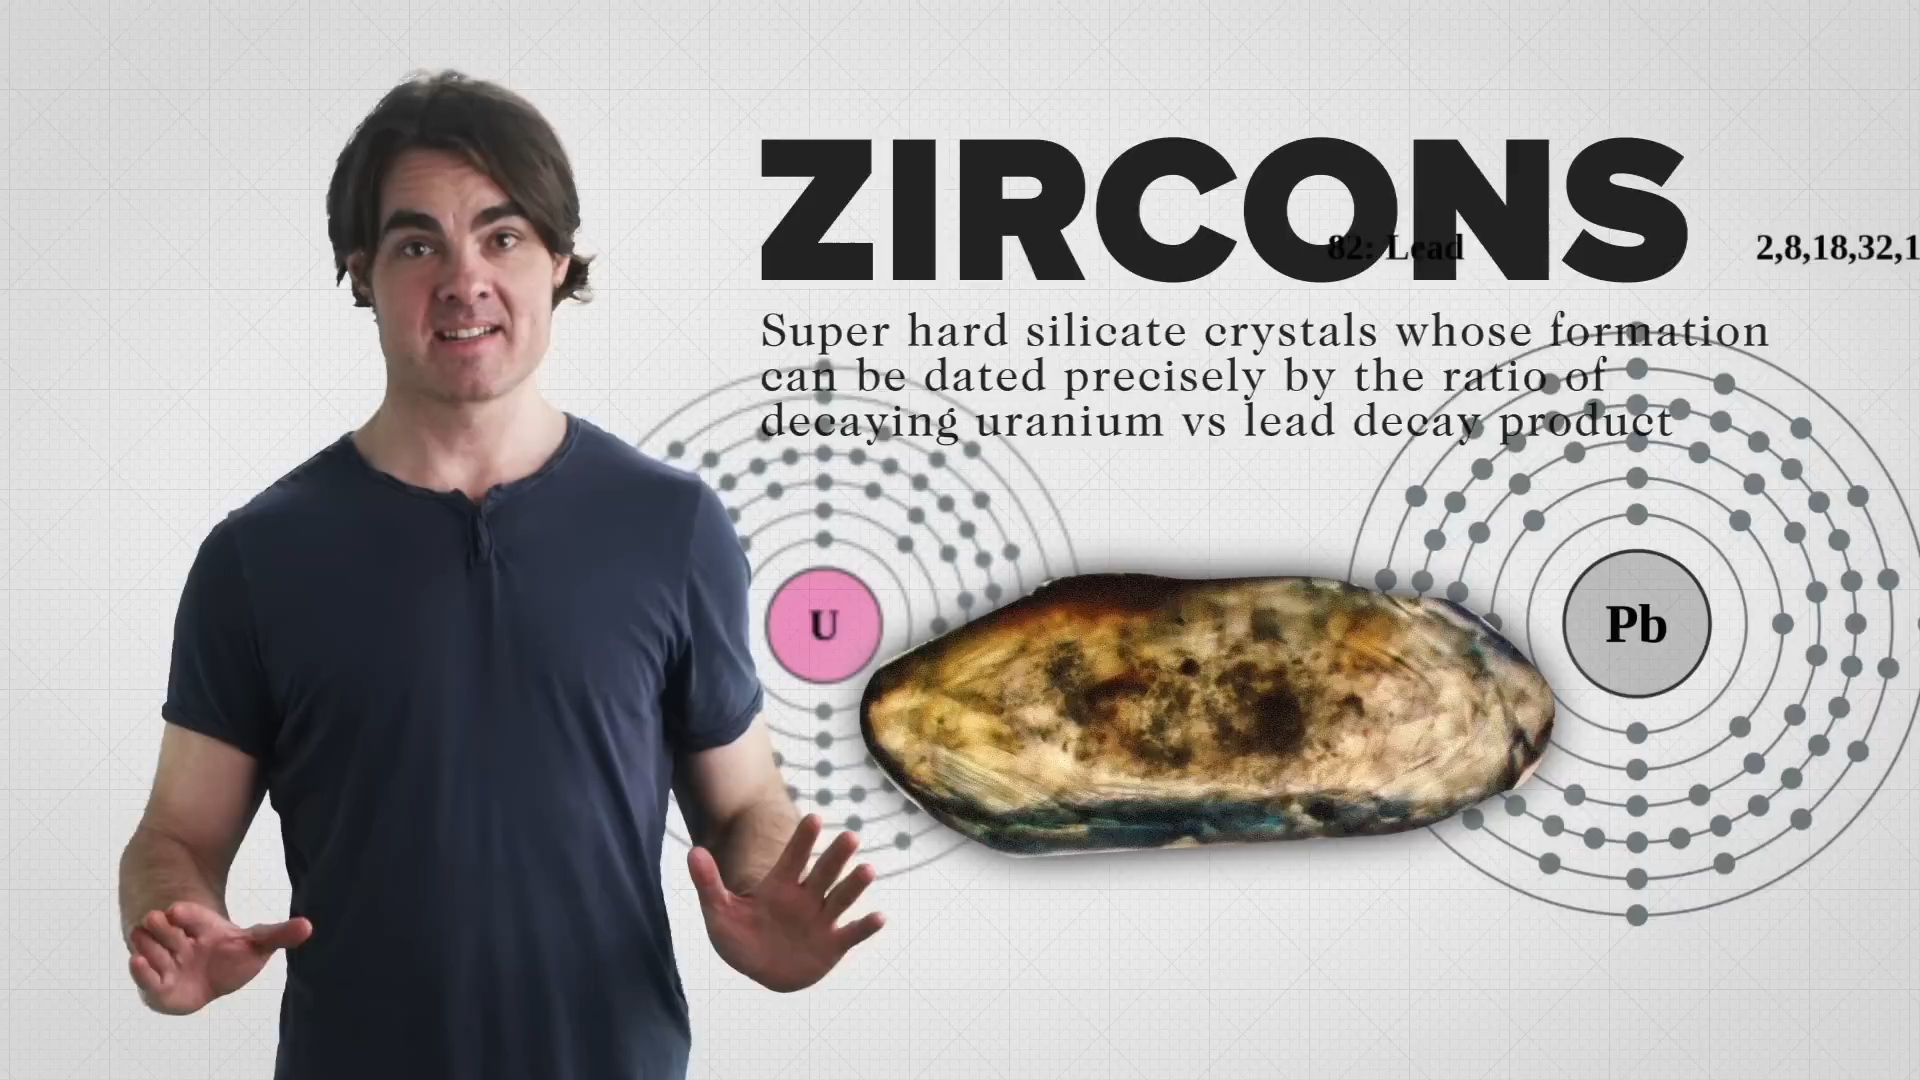 ZIRCONS
82: Lead
2,8,18,32,1
Super hard silicate crystals whose formation
can be dated precisely by the ratio of
decaying uranium vs lead decay product
U
Pb